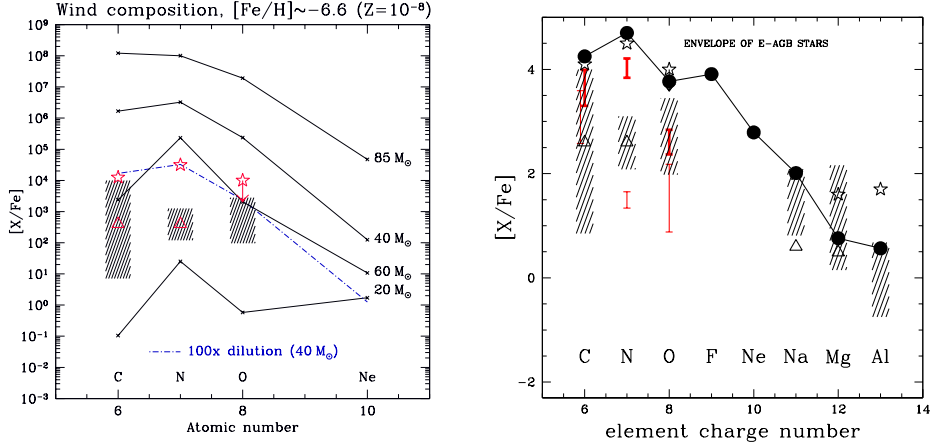 Wind composition, [Fe/H]~-6.6 (Z=10⁻⁸)
10⁹
10⁸
10⁷
10⁶
10⁵
10⁴
10³
10²
10¹
10⁰
10⁻¹
10⁻²
10⁻³
[X/Fe]
85 M⊙
40 M⊙
60 M⊙
20 M⊙
100x dilution (40 M⊙)
C N O Ne
6 7 8 9 10
Atomic number
ENVELOPE OF E-AGB STARS
4
2
0
-2
[X/Fe]
C N O F Ne Na Mg Al
6 8 10 12 14
element charge number